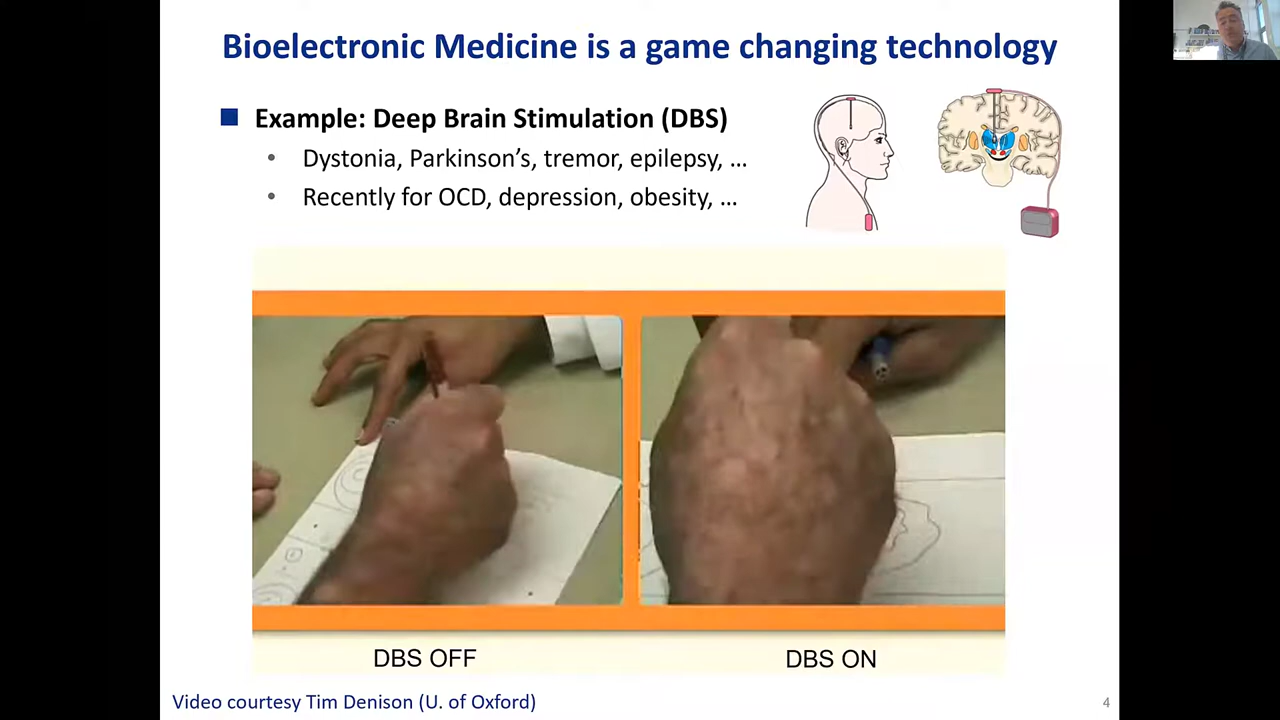 Bioelectronic Medicine is a game changing technology
Example: Deep Brain Stimulation (DBS)
Dystonia, Parkinson's, tremor, epilepsy, ...
Recently for OCD, depression, obesity, ...
DBS OFF
DBS ON
Video courtesy Tim Denison (U. of Oxford)
4